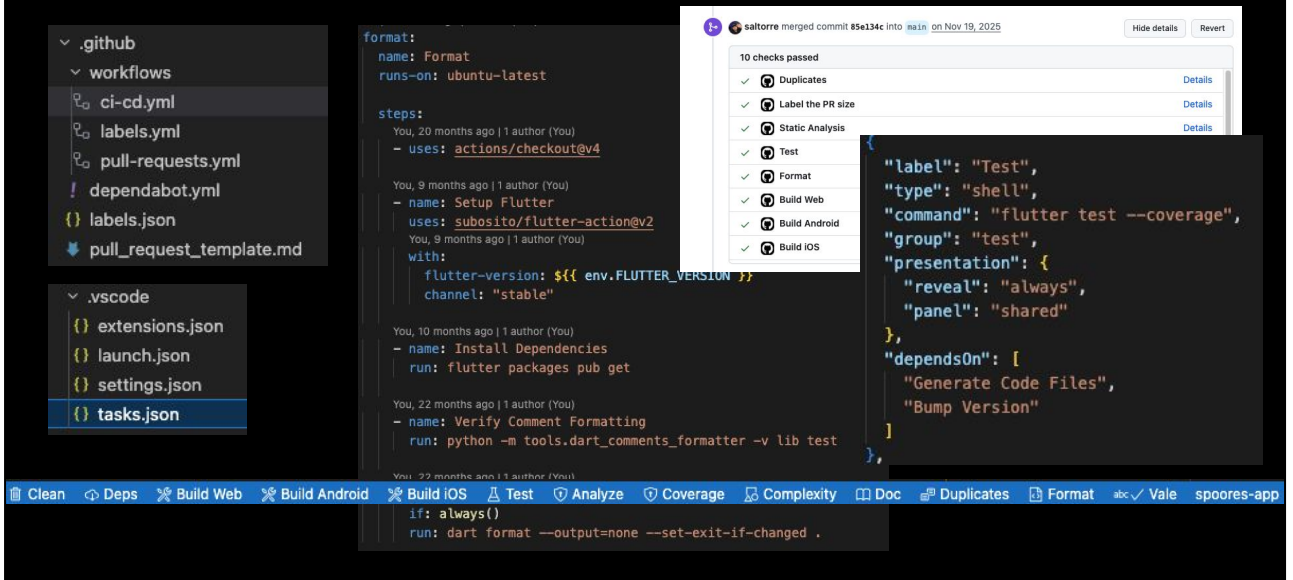 .github
workflows
ci-cd.yml
labels.yml
pull-requests.yml
! dependabot.yml
{} labels.json
pull_request_template.md
.vscode
{} extensions.json
{} launch.json
{} settings.json
{} tasks.json
format:
name: Format
runs-on: ubuntu-latest
steps:
You, 20 months ago | 1 author (You)
- uses: actions/checkout@v4
You, 9 months ago | 1 author (You)
- name: Setup Flutter
uses: subosito/flutter-action@v2
You, 9 months ago | 1 author (You)
with:
flutter-version: ${{ env.FLUTTER_VERSION }}
channel: "stable"
You, 10 months ago | 1 author (You)
- name: Install Dependencies
run: flutter packages pub get
You, 22 months ago | 1 author (You)
- name: Verify Comment Formatting
run: python -m tools.dart_comments_formatter -v lib test
You, 22 months ago | 1 author (You)
if: always()
run: dart format --output=none --set-exit-if-changed .
saltorre merged commit 85e134c into main on Nov 19, 2025
Hide details
Revert
10 checks passed
Duplicates Details
Label the PR size Details
Static Analysis Details
Test
Format
Build Web
Build Android
Build iOS
{
"label": "Test",
"type": "shell",
"command": "flutter test --coverage",
"group": "test",
"presentation": {
"reveal": "always",
"panel": "shared"
},
"dependsOn": [
"Generate Code Files",
"Bump Version"
]
},
Clean Deps Build Web Build Android Build iOS Test Analyze Coverage Complexity Doc Duplicates Format abc Vale spoores-app